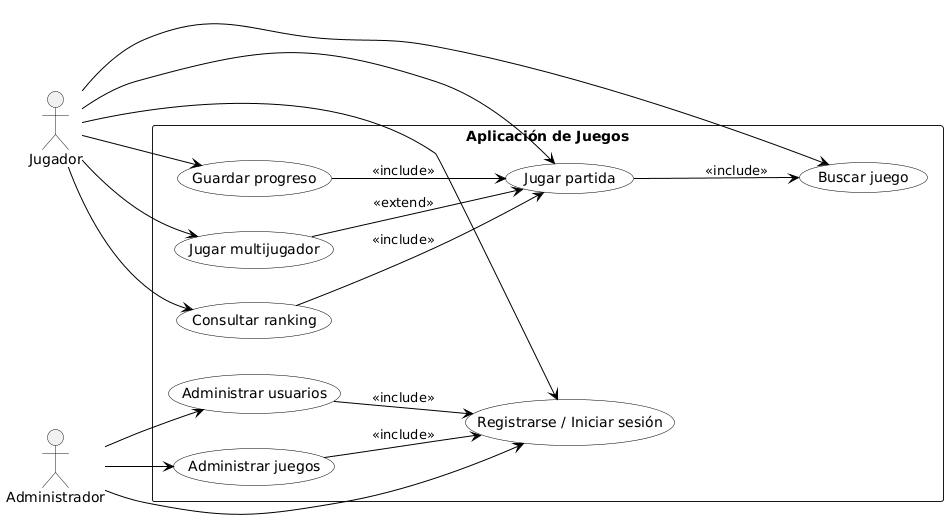 Aplicación de Juegos
Jugador
Guardar progreso
«include»
Jugar partida
«include»
Buscar juego
Jugar multijugador
«extend»
Consultar ranking
«include»
Administrar usuarios
«include»
Registrarse / Iniciar sesión
Administrar juegos
«include»
Administrador